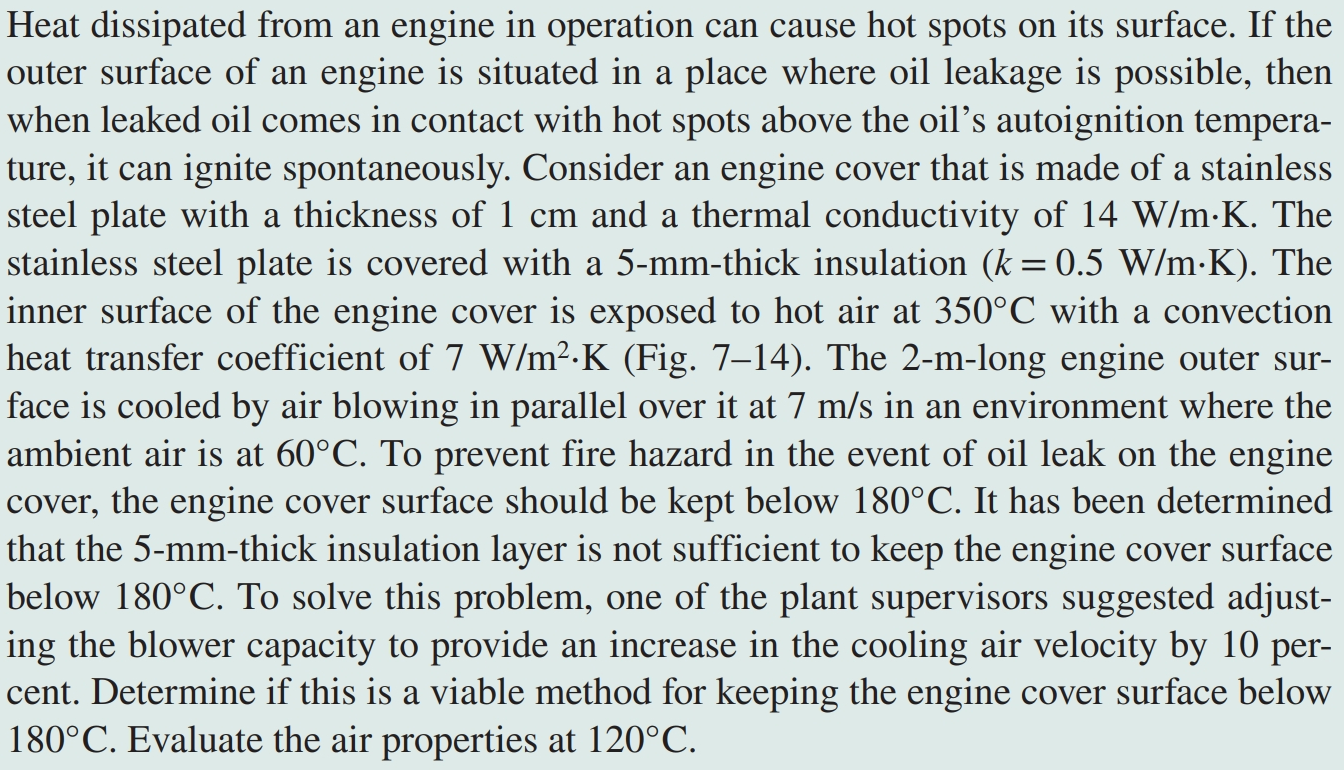 Heat dissipated from an engine in operation can cause hot spots on its surface. If the
outer surface of an engine is situated in a place where oil leakage is possible, then
when leaked oil comes in contact with hot spots above the oil’s autoignition tempera-
ture, it can ignite spontaneously. Consider an engine cover that is made of a stainless
steel plate with a thickness of 1 cm and a thermal conductivity of 14 W/m·K. The
stainless steel plate is covered with a 5-mm-thick insulation (k = 0.5 W/m·K). The
inner surface of the engine cover is exposed to hot air at 350°C with a convection
heat transfer coefficient of 7 W/m²·K (Fig. 7–14). The 2-m-long engine outer sur-
face is cooled by air blowing in parallel over it at 7 m/s in an environment where the
ambient air is at 60°C. To prevent fire hazard in the event of oil leak on the engine
cover, the engine cover surface should be kept below 180°C. It has been determined
that the 5-mm-thick insulation layer is not sufficient to keep the engine cover surface
below 180°C. To solve this problem, one of the plant supervisors suggested adjust-
ing the blower capacity to provide an increase in the cooling air velocity by 10 per-
cent. Determine if this is a viable method for keeping the engine cover surface below
180°C. Evaluate the air properties at 120°C.